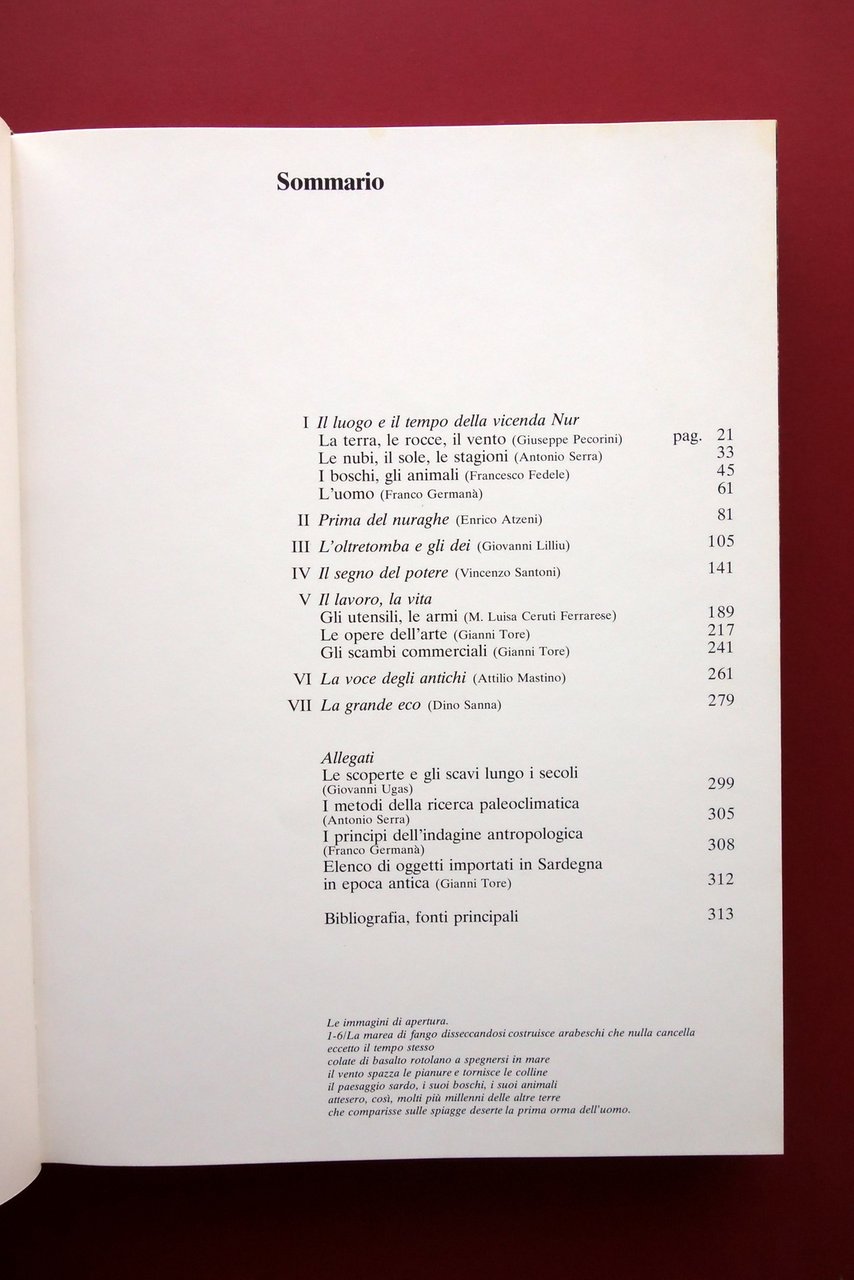 Sommario
I Il luogo e il tempo della vicenda Nur
La terra, le rocce, il vento (Giuseppe Pecorini) pag. 21
Le nubi, il sole, le stagioni (Antonio Serra) 33
I boschi, gli animali (Francesco Fedele) 45
L'uomo (Franco Germanà) 61
II Prima del nuraghe (Enrico Atzeni) 81
III L'oltretomba e gli dei (Giovanni Lilliu) 105
IV Il segno del potere (Vincenzo Santoni) 141
V Il lavoro, la vita
Gli utensili, le armi (M. Luisa Ceruti Ferrarese) 189
Le opere dell'arte (Gianni Tore) 217
Gli scambi commerciali (Gianni Tore) 241
VI La voce degli antichi (Attilio Mastino) 261
VII La grande eco (Dino Sanna) 279
Allegati
Le scoperte e gli scavi lungo i secoli
(Giovanni Ugas) 299
I metodi della ricerca paleoclimatica
(Antonio Serra) 305
I principi dell'indagine antropologica
(Franco Germanà) 308
Elenco di oggetti importati in Sardegna
in epoca antica (Gianni Tore) 312
Bibliografia, fonti principali 313
Le immagini di apertura.
1-6/La marea di fango disseccandosi costruisce arabeschi che nulla cancella
eccetto il tempo stesso
colate di basalto rotolano a spegnersi in mare
il vento spazza le pianure e tornisce le colline
il paesaggio sardo, i suoi boschi, i suoi animali
attesero, così, molti più millenni delle altre terre
che comparisse sulle spiagge deserte la prima orma dell'uomo.